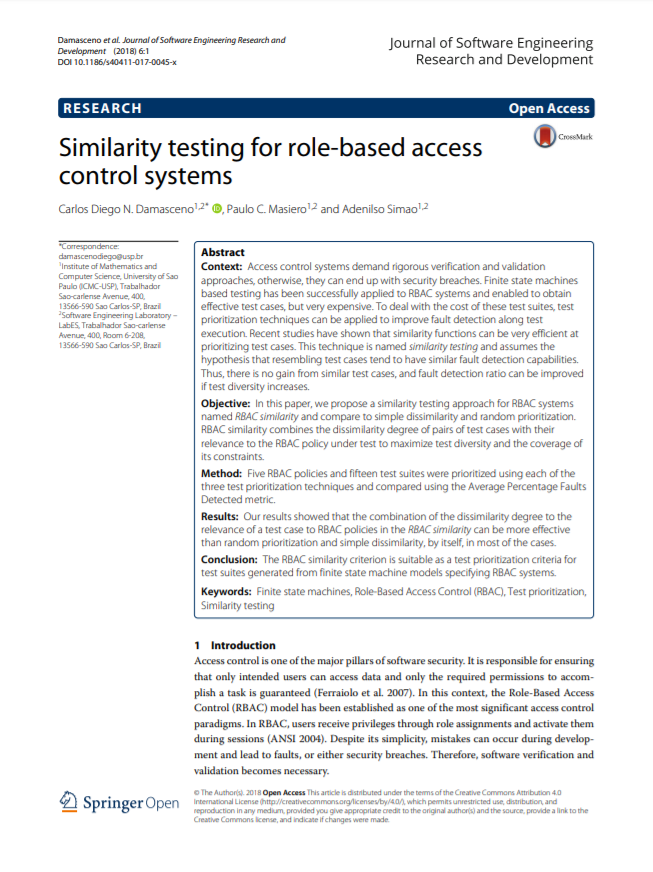 Damasceno et al. Journal of Software Engineering Research and
Development (2018) 6:1
DOI 10.1186/s40411-017-0045-x
Journal of Software Engineering
Research and Development
RESEARCH
Open Access
CrossMark
Similarity testing for role-based access
control systems
Carlos Diego N. Damasceno1,2* , Paulo C. Masiero1,2 and Adenilso Simao1,2
*Correspondence:
damascenodiego@usp.br
1Institute of Mathematics and
Computer Science, University of Sao
Paulo (ICMC-USP), Trabalhador
Sao-carlense Avenue, 400,
13566-590 Sao Carlos-SP, Brazil
2Software Engineering Laboratory –
LabES, Trabalhador Sao-carlense
Avenue, 400, Room 6-208,
13566-590 Sao Carlos-SP, Brazil
Abstract
Context: Access control systems demand rigorous verification and validation
approaches, otherwise, they can end up with security breaches. Finite state machines
based testing has been successfully applied to RBAC systems and enabled to obtain
effective test cases, but very expensive. To deal with the cost of these test suites, test
prioritization techniques can be applied to improve fault detection along test
execution. Recent studies have shown that similarity functions can be very efficient at
prioritizing test cases. This technique is named similarity testing and assumes the
hypothesis that resembling test cases tend to have similar fault detection capabilities.
Thus, there is no gain from similar test cases, and fault detection ratio can be improved
if test diversity increases.
Objective: In this paper, we propose a similarity testing approach for RBAC systems
named RBAC similarity and compare to simple dissimilarity and random prioritization.
RBAC similarity combines the dissimilarity degree of pairs of test cases with their
relevance to the RBAC policy under test to maximize test diversity and the coverage of
its constraints.
Method: Five RBAC policies and fifteen test suites were prioritized using each of the
three test prioritization techniques and compared using the Average Percentage Faults
Detected metric.
Results: Our results showed that the combination of the dissimilarity degree to the
relevance of a test case to RBAC policies in the RBAC similarity can be more effective
than random prioritization and simple dissimilarity, by itself, in most of the cases.
Conclusion: The RBAC similarity criterion is suitable as a test prioritization criteria for
test suites generated from finite state machine models specifying RBAC systems.
Keywords: Finite state machines, Role-Based Access Control (RBAC), Test prioritization,
Similarity testing
1 Introduction
Access control is one of the major pillars of software security. It is responsible for ensuring
that only intended users can access data and only the required permissions to accom-
plish a task is guaranteed (Ferraiolo et al. 2007). In this context, the Role-Based Access
Control (RBAC) model has been established as one of the most significant access control
paradigms. In RBAC, users receive privileges through role assignments and activate them
during sessions (ANSI 2004). Despite its simplicity, mistakes can occur during develop-
ment and lead to faults, or either security breaches. Therefore, software verification and
validation becomes necessary.
Springer Open
© The Author(s). 2018 Open Access This article is distributed under the terms of the Creative Commons Attribution 4.0
International License (http://creativecommons.org/licenses/by/4.0/), which permits unrestricted use, distribution, and
reproduction in any medium, provided you give appropriate credit to the original author(s) and the source, provide a link to the
Creative Commons license, and indicate if changes were made.